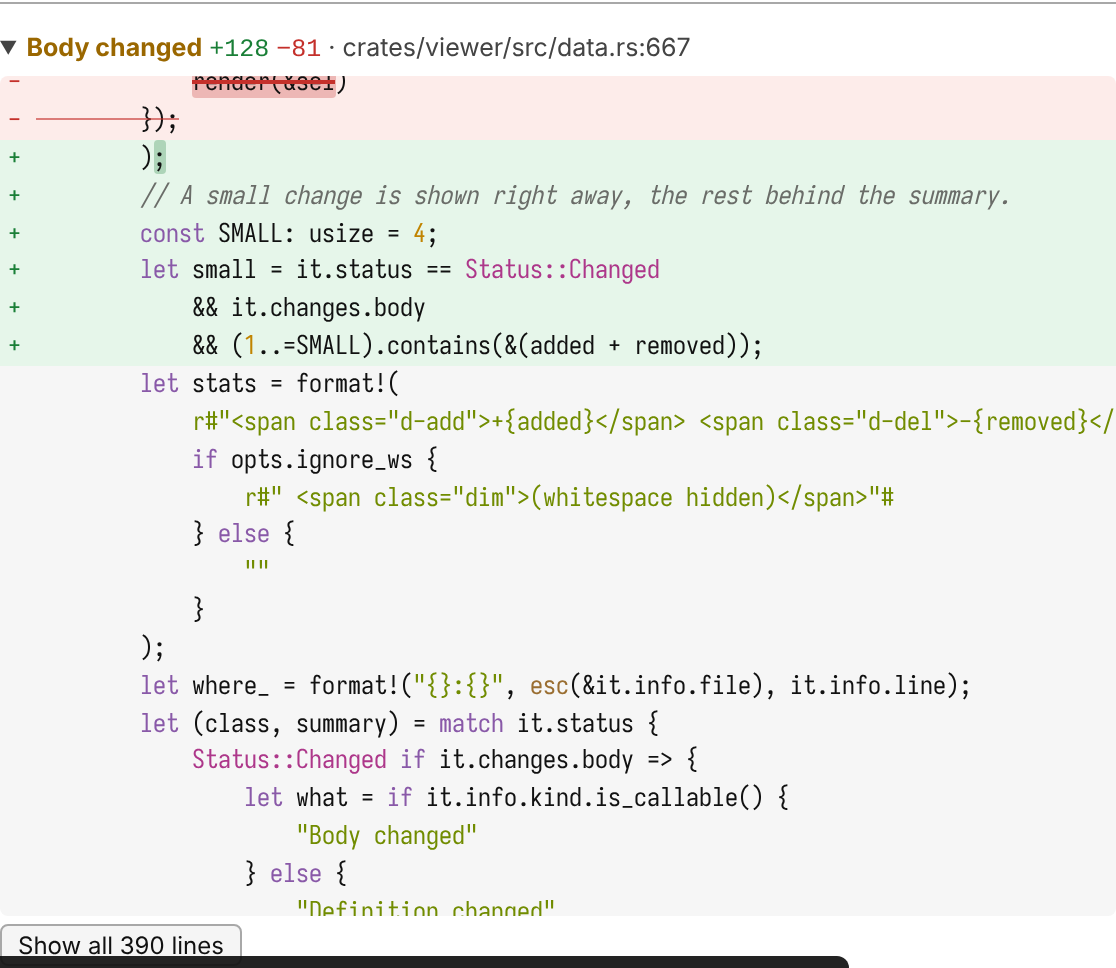 ▼ Body changed +128 −81 · crates/viewer/src/data.rs:667
−             render(&sel)
−         });
+         );
+         // A small change is shown right away, the rest behind the summary.
+         const SMALL: usize = 4;
+         let small = it.status == Status::Changed
+             && it.changes.body
+             && (1..=SMALL).contains(&(added + removed));
          let stats = format!(
              r#"<span class="d-add">+{added}</span> <span class="d-del">−{removed}</
              if opts.ignore_ws {
                  r#" <span class="dim">(whitespace hidden)</span>"#
              } else {
                  ""
              }
          );
          let where_ = format!("{}:{}", esc(&it.info.file), it.info.line);
          let (class, summary) = match it.status {
              Status::Changed if it.changes.body => {
                  let what = if it.info.kind.is_callable() {
                      "Body changed"
                  } else {
                      "Definition changed"
Show all 390 lines